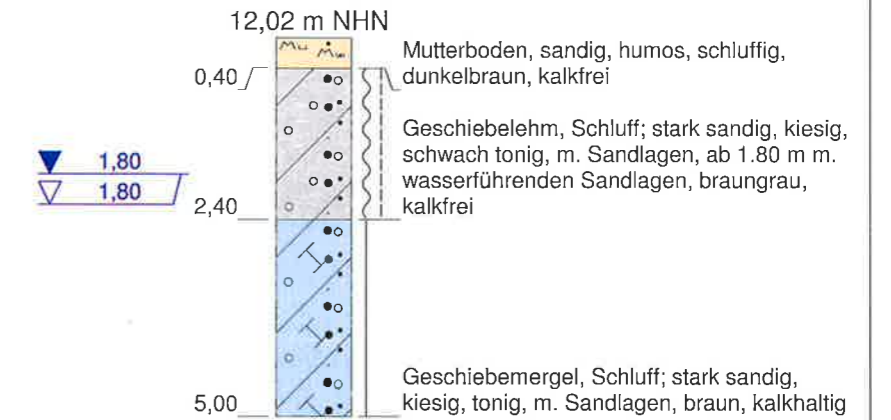 12,02 m NHN
Mu Mu
0,40
Mutterboden, sandig, humos, schluffig,
dunkelbraun, kalkfrei
Geschiebelehm, Schluff; stark sandig, kiesig,
schwach tonig, m. Sandlagen, ab 1.80 m m.
wasserführenden Sandlagen, braungrau,
kalkfrei
1,80
1,80
2,40
Geschiebemergel, Schluff; stark sandig,
kiesig, tonig, m. Sandlagen, braun, kalkhaltig
5,00